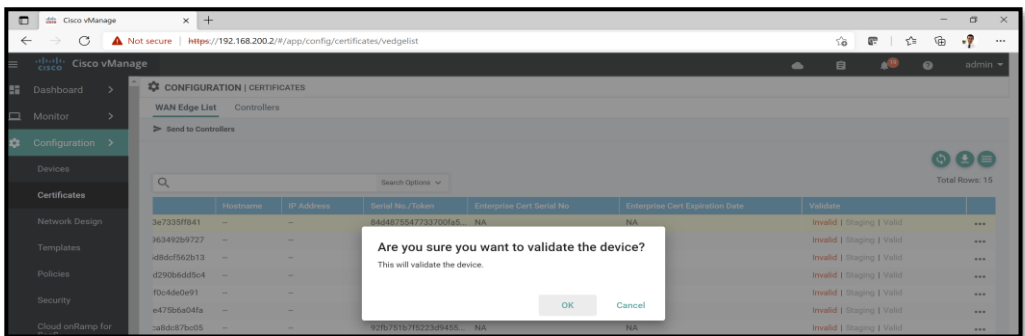 Cisco vManage
Not secure | https://192.168.200.2/#/app/config/certificates/vedgelist
CISCO Cisco vManage
admin
Dashboard
CONFIGURATION | CERTIFICATES
WAN Edge List Controllers
Monitor
Send to Controllers
Configuration
Devices
Search Options
Total Rows: 15
Certificates
Hostname IP Address Serial No./Token Enterprise Cert Serial No Enterprise Cert Expiration Date Validate
Network Design
3e7335ff841 -- -- 84d4875547733700fa5... NA NA Invalid | Staging | Valid
363492b9727 -- -- Invalid | Staging | Valid
Templates
d8dcf562b13 -- -- Invalid | Staging | Valid
Policies
d290b6dd5c4 -- -- Invalid | Staging | Valid
f0c4de0e91 -- -- Invalid | Staging | Valid
Security
e475b6a04fa -- -- Invalid | Staging | Valid
Cloud onRamp for
:a8dc87bc05 -- -- 92fb751b7f5223d9455... NA NA Invalid | Staging | Valid
Are you sure you want to validate the device?
This will validate the device.
OK Cancel